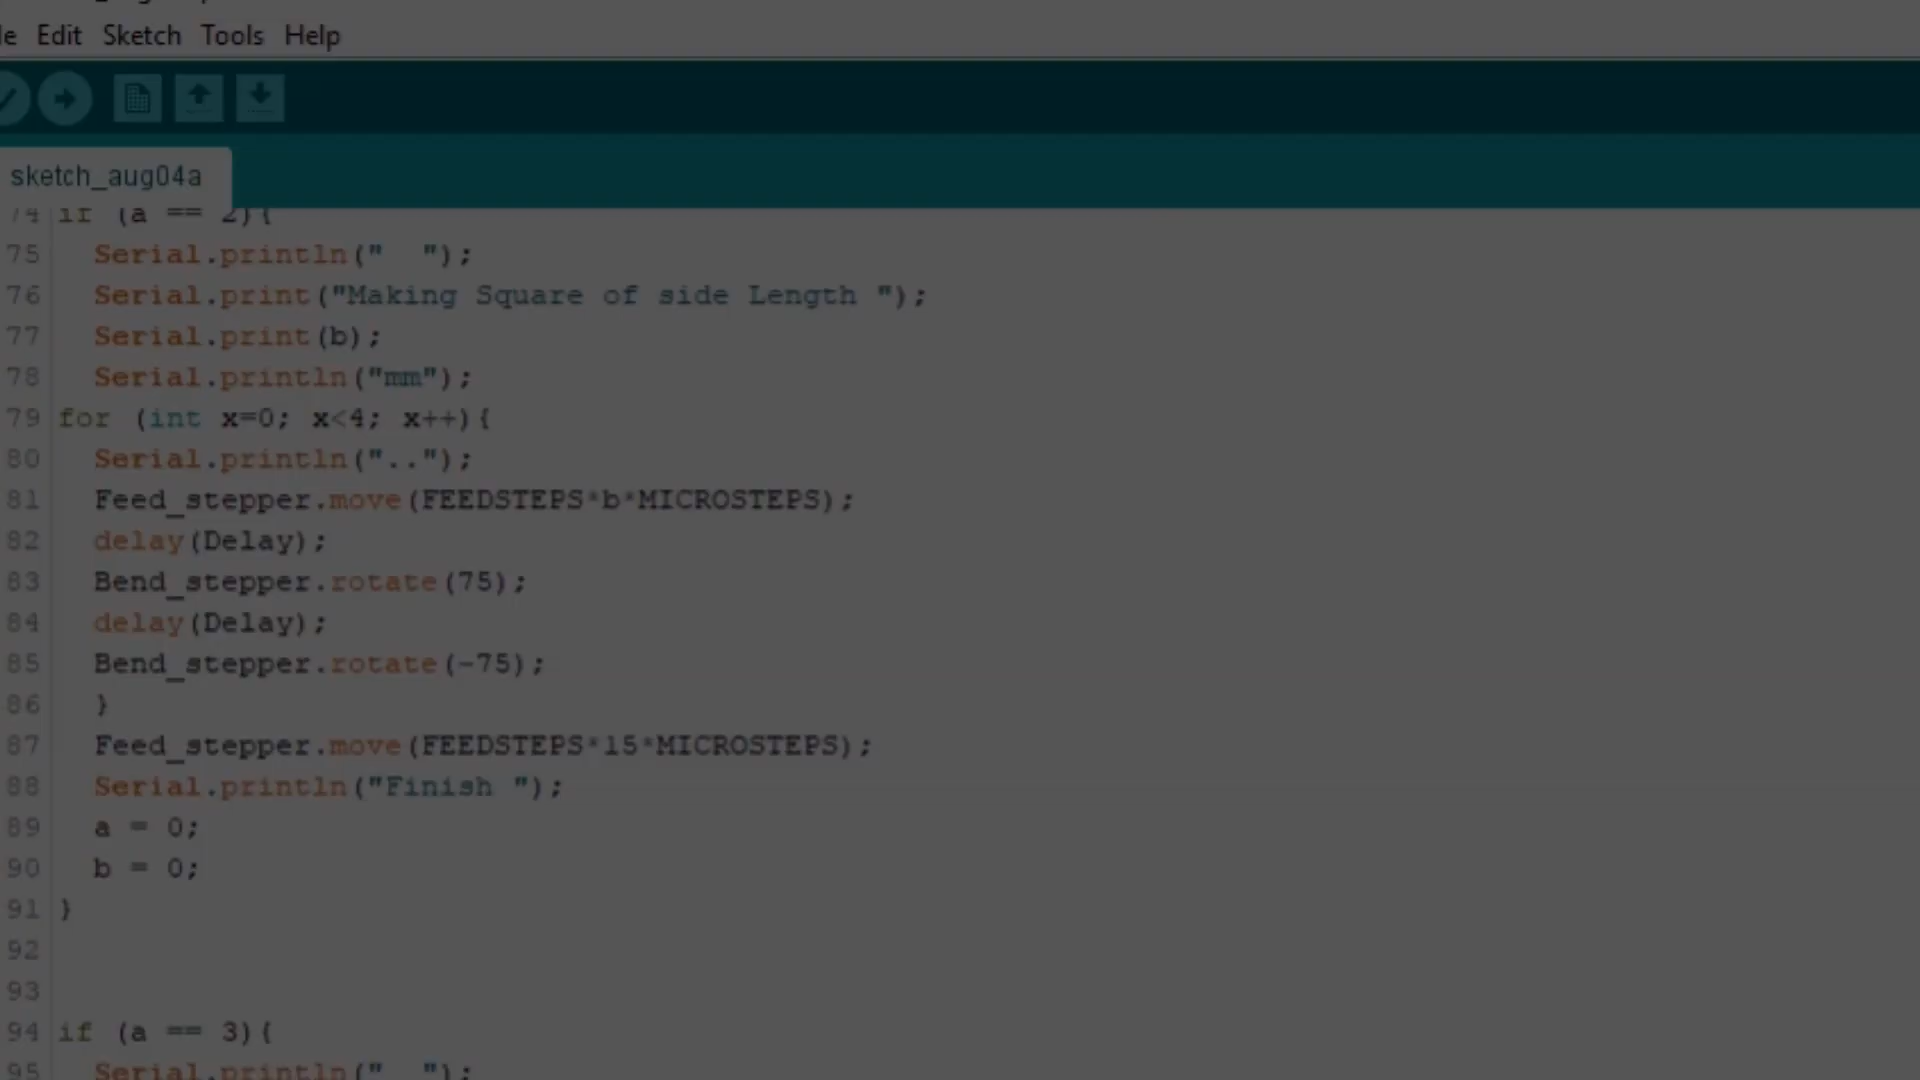 Edit Sketch Tools Help
sketch_aug04a
74 if (a == 2){
75 Serial.println("  ");
76 Serial.print("Making Square of side Length ");
77 Serial.print(b);
78 Serial.println("mm");
79 for (int x=0; x<4; x++){
80 Serial.println("..");
81 Feed_stepper.move(FEEDSTEPS*b*MICROSTEPS);
82 delay(Delay);
83 Bend_stepper.rotate(75);
84 delay(Delay);
85 Bend_stepper.rotate(-75);
86 }
87 Feed_stepper.move(FEEDSTEPS*15*MICROSTEPS);
88 Serial.println("Finish ");
89 a = 0;
90 b = 0;
91 }
92
93
94 if (a == 3){
95 Serial.println("  ");